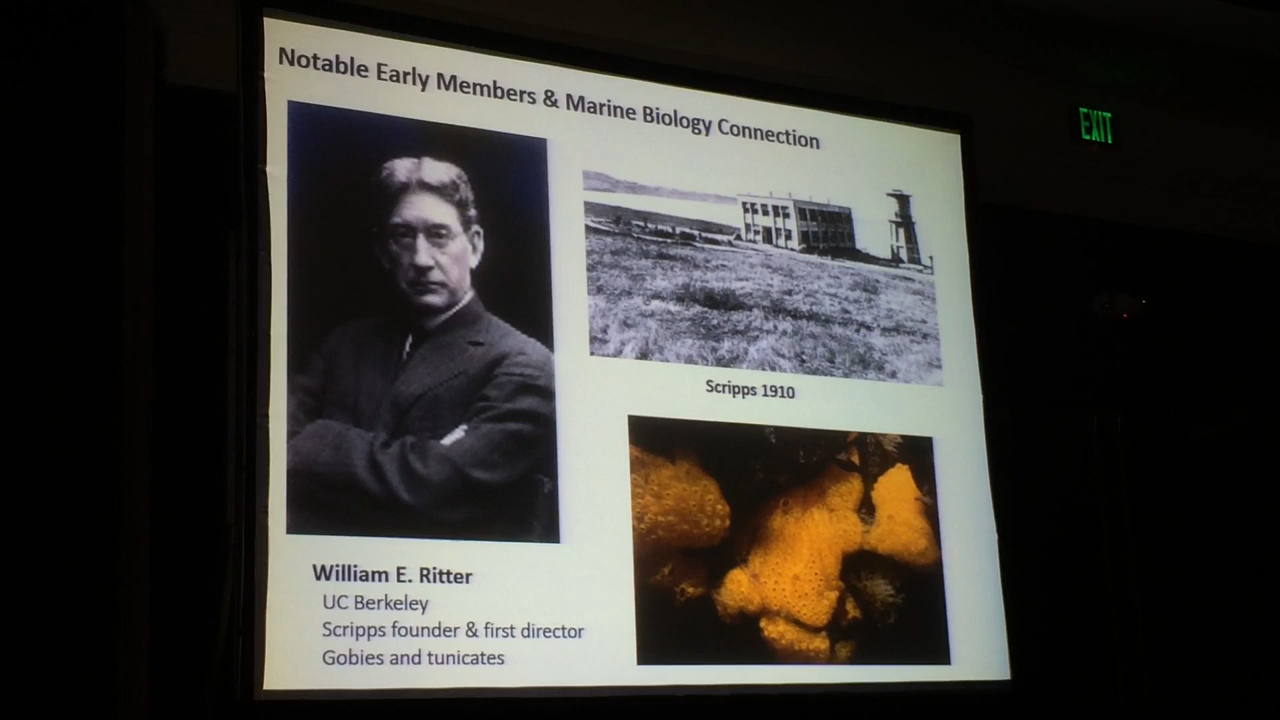 Notable Early Members & Marine Biology Connection
EXIT
Scripps 1910
William E. Ritter
UC Berkeley
Scripps founder & first director
Gobies and tunicates